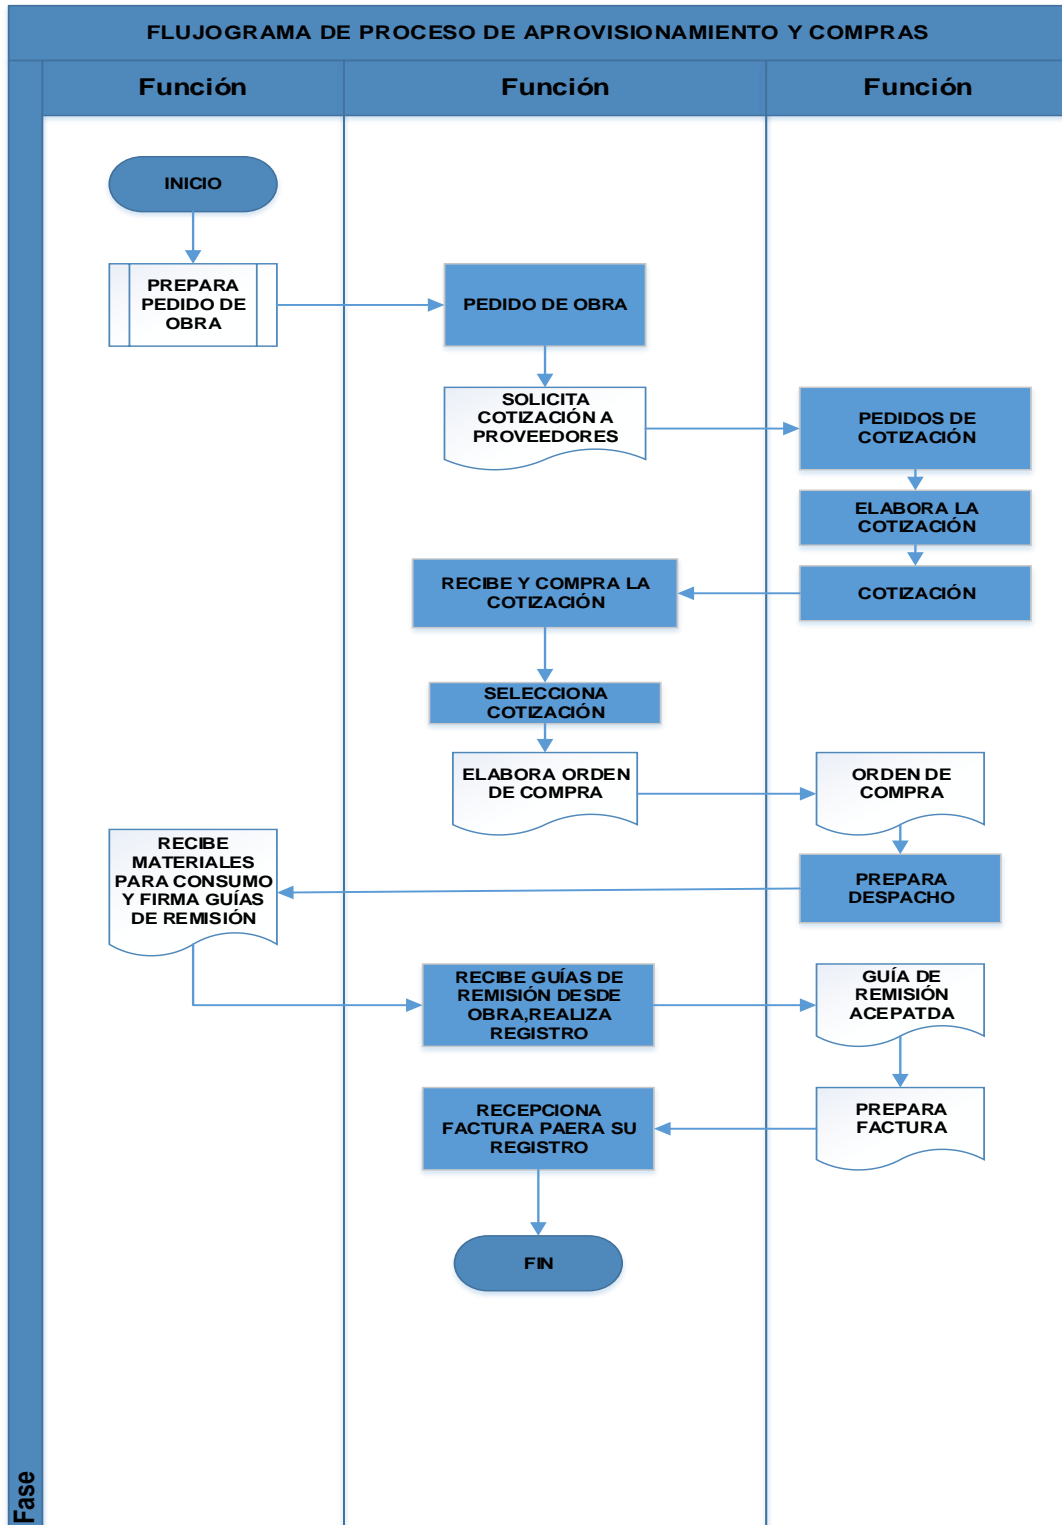 FLUJOGRAMA DE PROCESO DE APROVISIONAMIENTO Y COMPRAS
Función
Función
Función
INICIO
PREPARA
PEDIDO DE
OBRA
PEDIDO DE OBRA
SOLICITA
COTIZACIÓN A
PROVEEDORES
PEDIDOS DE
COTIZACIÓN
ELABORA LA
COTIZACIÓN
COTIZACIÓN
RECIBE Y COMPRA LA
COTIZACIÓN
SELECCIONA
COTIZACIÓN
ELABORA ORDEN
DE COMPRA
ORDEN DE
COMPRA
PREPARA
DESPACHO
RECIBE
MATERIALES
PARA CONSUMO
Y FIRMA GUÍAS
DE REMISIÓN
RECIBE GUÍAS DE
REMISIÓN DESDE
OBRA,REALIZA
REGISTRO
GUÍA DE
REMISIÓN
ACEPATDA
PREPARA
FACTURA
RECEPCIONA
FACTURA PAERA SU
REGISTRO
FIN
Fase